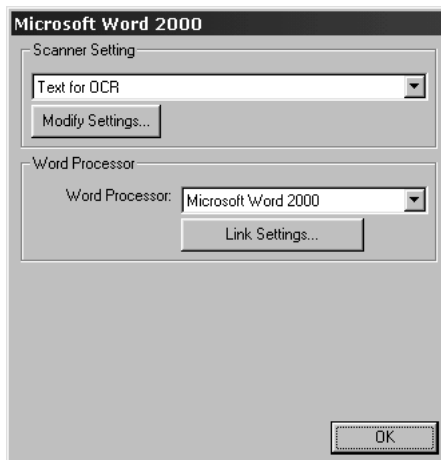 Microsoft Word 2000
Scanner Setting
Text for OCR
Modify Settings...
Word Processor
Word Processor: Microsoft Word 2000
Link Settings...
OK